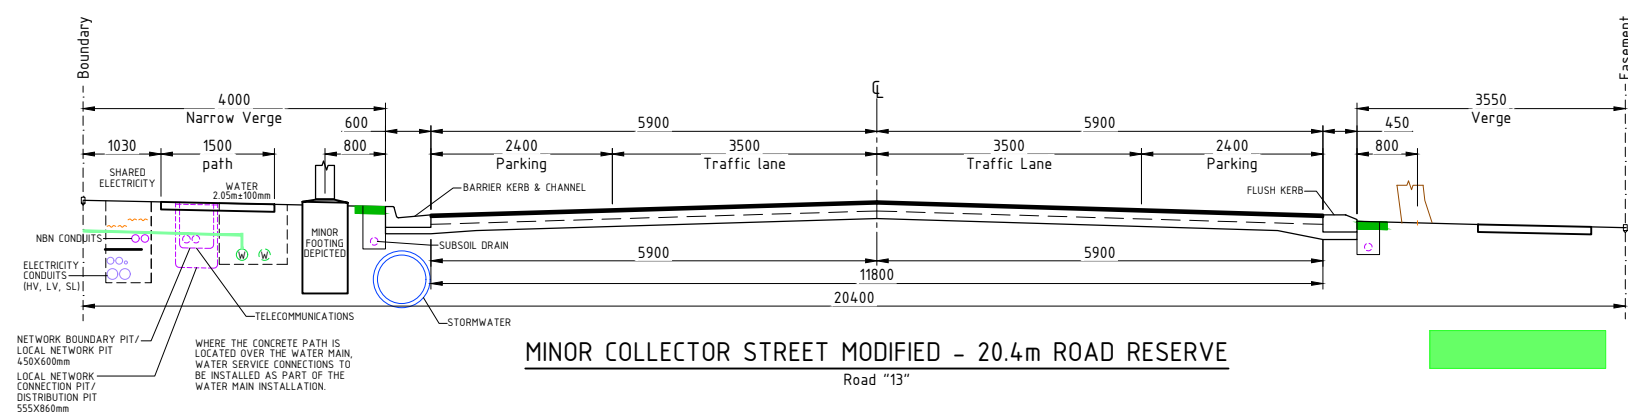 Boundary
Easement
℄
4000
Narrow Verge
3550
Verge
600
5900
5900
450
1030
1500
path
800
2400
Parking
3500
Traffic lane
3500
Traffic Lane
2400
Parking
800
SHARED
ELECTRICITY
WATER
2.05m±100mm
BARRIER KERB & CHANNEL
FLUSH KERB
NBN CONDUITS
MINOR
FOOTING
DEPICTED
SUBSOIL DRAIN
W
W
ELECTRICITY
CONDUITS
(HV, LV, SL)
5900
5900
11800
20400
TELECOMMUNICATIONS
STORMWATER
NETWORK BOUNDARY PIT/
LOCAL NETWORK PIT
450X600mm
LOCAL NETWORK
CONNECTION PIT/
DISTRIBUTION PIT
555X860mm
WHERE THE CONCRETE PATH IS
LOCATED OVER THE WATER MAIN,
WATER SERVICE CONNECTIONS TO
BE INSTALLED AS PART OF THE
WATER MAIN INSTALLATION.
MINOR COLLECTOR STREET MODIFIED - 20.4m ROAD RESERVE
Road "13"